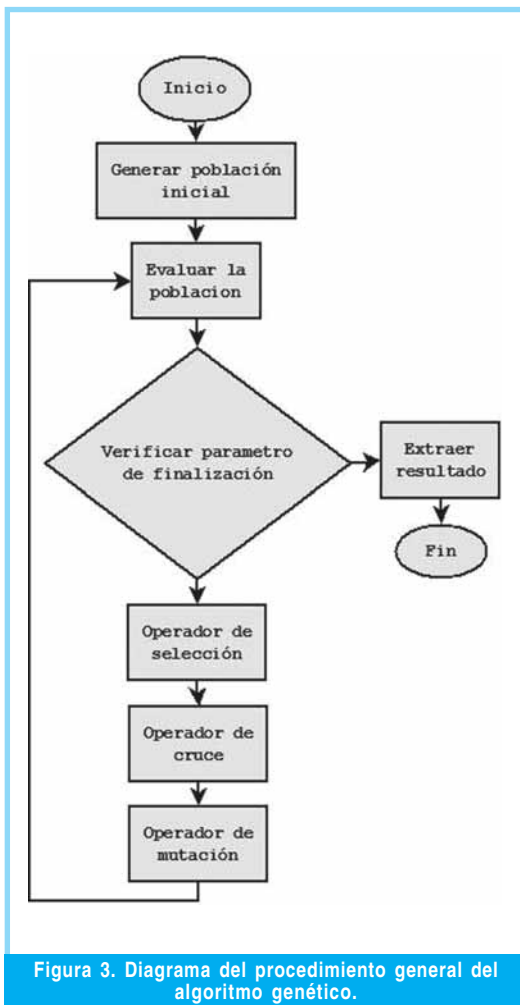 Inicio
Generar población
inicial
Evaluar la
poblacion
Verificar parametro
de finalización
Extraer
resultado
Fin
Operador de
selección
Operador de
cruce
Operador de
mutación
Figura 3. Diagrama del procedimiento general del
algoritmo genético.